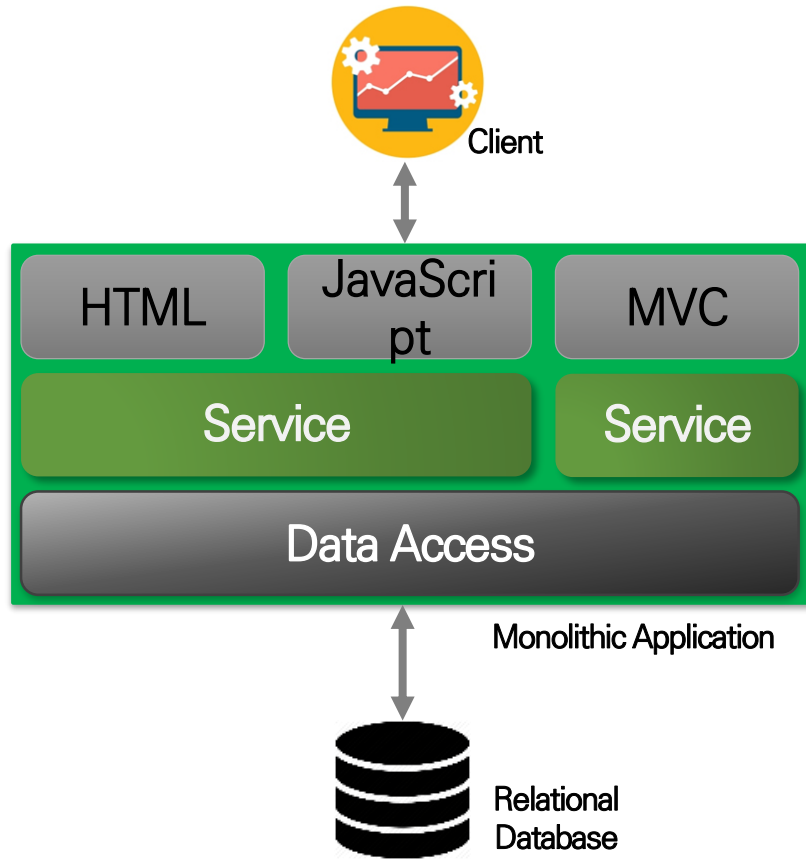 Client
HTML
JavaScri
pt
MVC
Service
Service
Data Access
Monolithic Application
Relational
Database